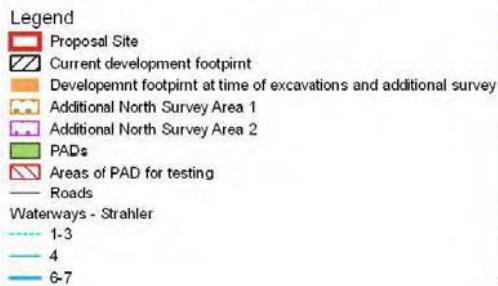 Legend
Proposal Site
Current development footpirnt
Developemnt footpirnt at time of excavations and additional survey
Additional North Survey Area 1
Additional North Survey Area 2
PADs
Areas of PAD for testing
Roads
Waterways - Strahler
1-3
4
6-7